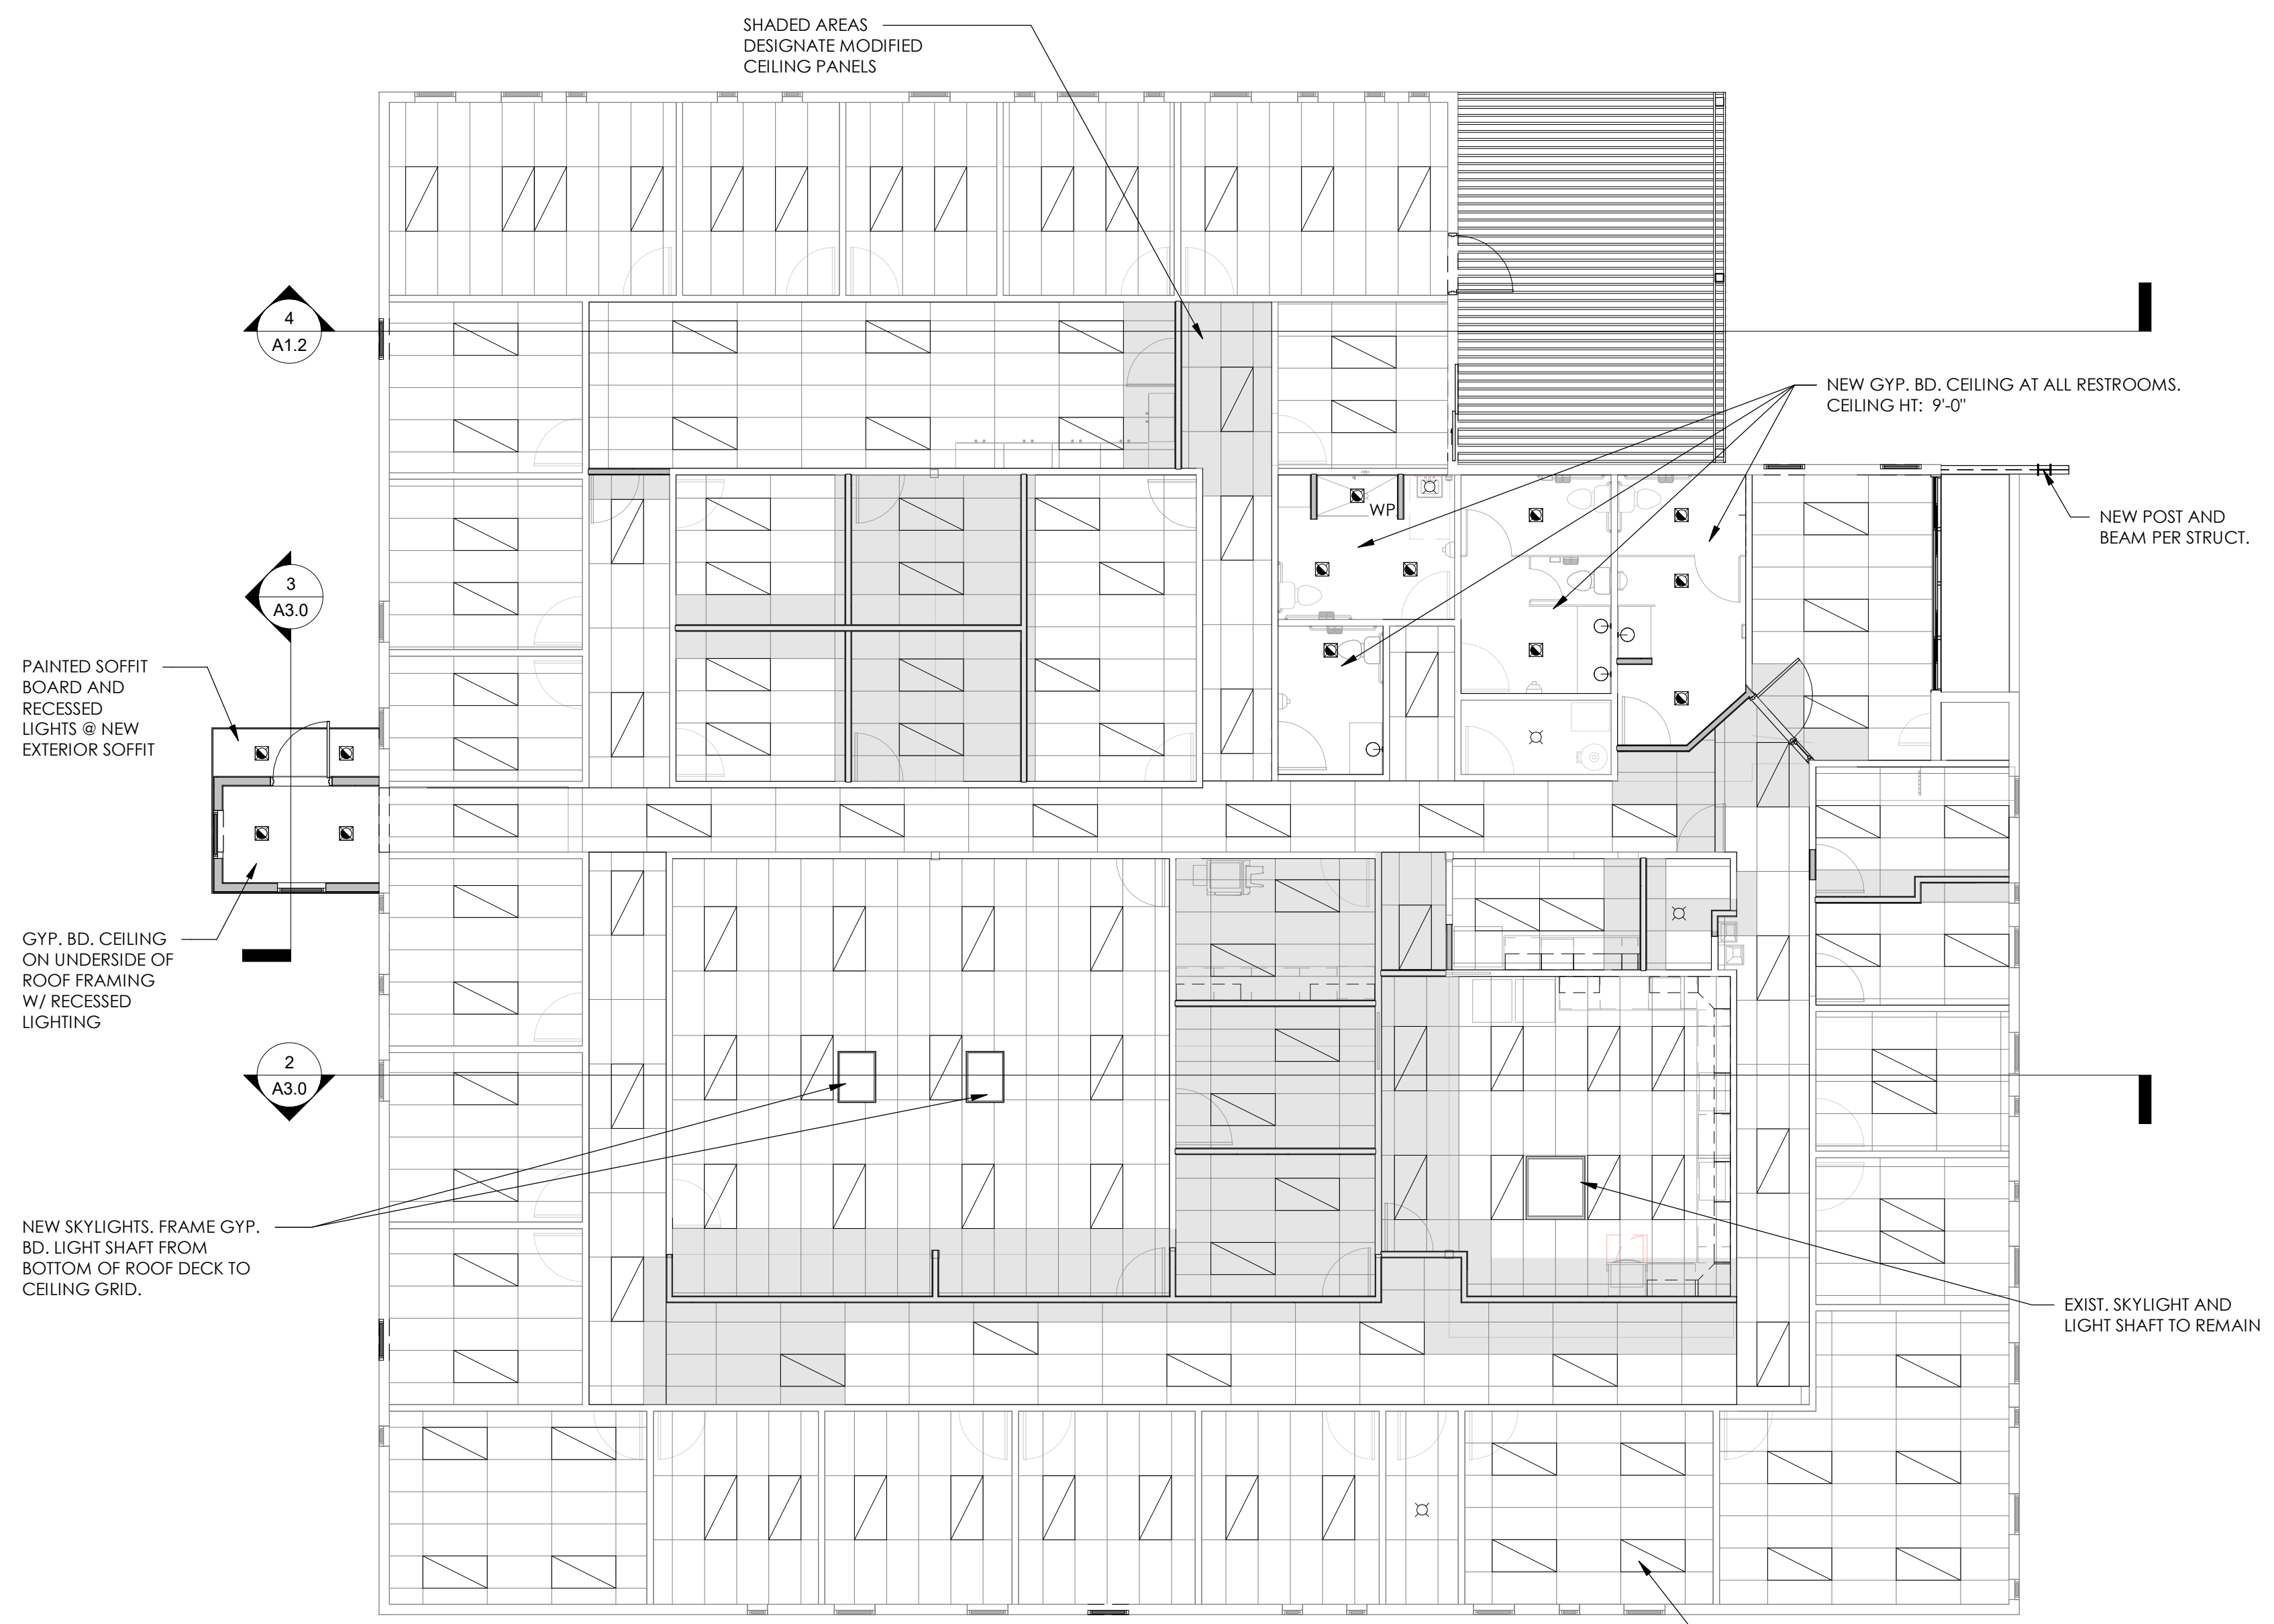 SHADED AREAS
DESIGNATE MODIFIED
CEILING PANELS
4
A1.2
NEW GYP. BD. CEILING AT ALL RESTROOMS.
CEILING HT: 9'-0"
WP
NEW POST AND
BEAM PER STRUCT.
3
A3.0
PAINTED SOFFIT
BOARD AND
RECESSED
LIGHTS @ NEW
EXTERIOR SOFFIT
GYP. BD. CEILING
ON UNDERSIDE OF
ROOF FRAMING
W/ RECESSED
LIGHTING
2
A3.0
NEW SKYLIGHTS. FRAME GYP.
BD. LIGHT SHAFT FROM
BOTTOM OF ROOF DECK TO
CEILING GRID.
EXIST. SKYLIGHT AND
LIGHT SHAFT TO REMAIN